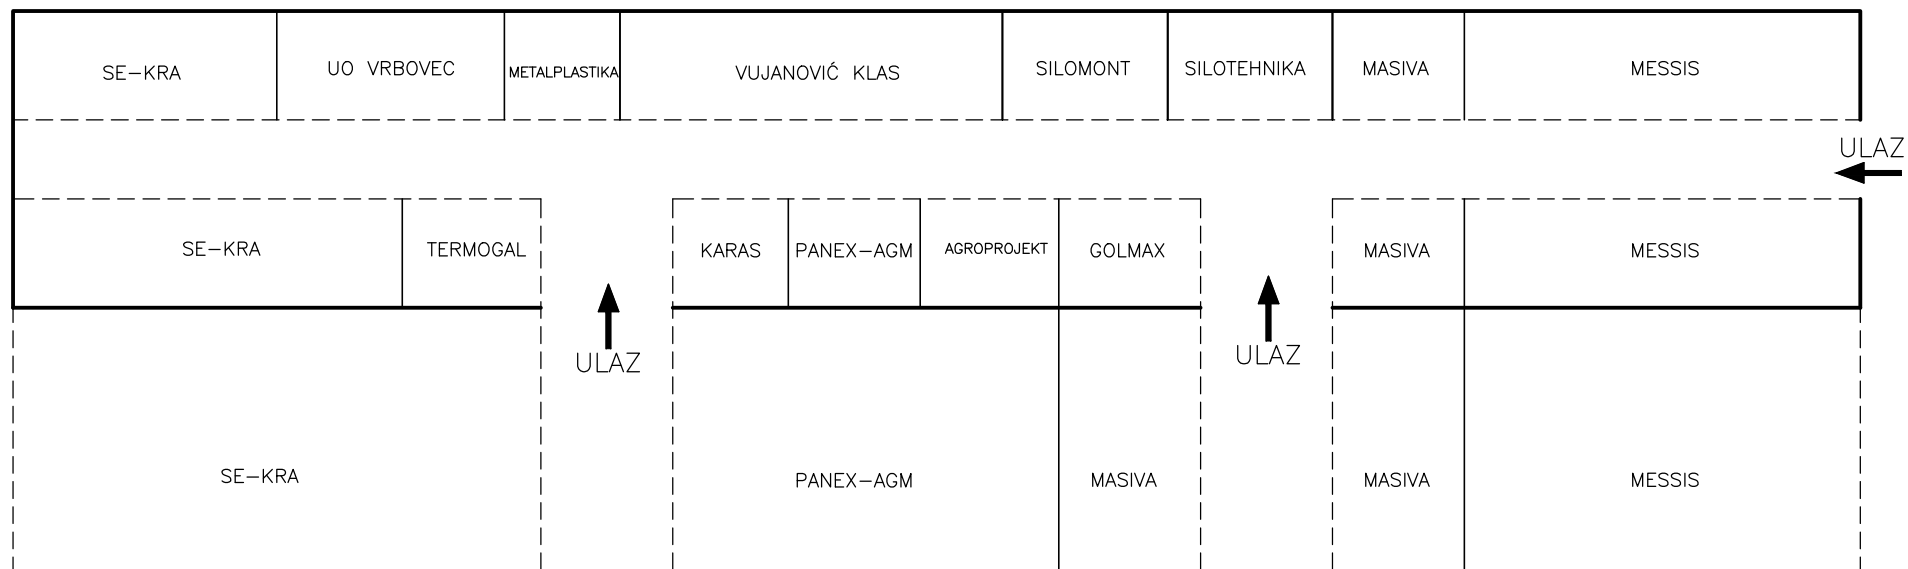 SE-KRA
UO VRBOVEC
METALPLASTIKA
VUJANOVIĆ KLAS
SILOMONT
SILOTEHNIKA
MASIVA
MESSIS
ULAZ
SE-KRA
TERMOGAL
KARAS
PANEX-AGM
AGROPROJEKT
GOLMAX
MASIVA
MESSIS
ULAZ
ULAZ
SE-KRA
PANEX-AGM
MASIVA
MASIVA
MESSIS